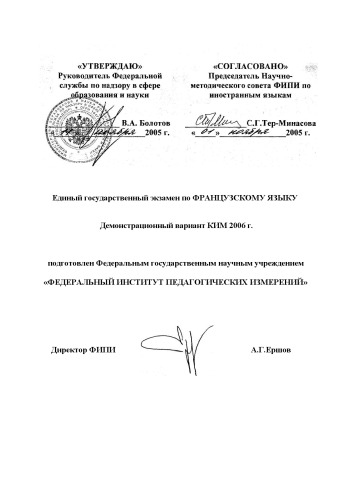 «УТВЕРЖДАЮ»
Руководитель Федеральной
службы по надзору в сфере
образования и науки
В.А. Болотов
ноября 2005 г.
«СОГЛАСОВАНО»
Председатель Научно-
методического совета ФИПИ по
иностранным языкам
С.Г.Тер-Минасова
« 01 » ноября 2005 г.
Единый государственный экзамен по ФРАНЦУЗСКОМУ ЯЗЫКУ
Демонстрационный вариант КИМ 2006 г.
подготовлен Федеральным государственным научным учреждением
«ФЕДЕРАЛЬНЫЙ ИНСТИТУТ ПЕДАГОГИЧЕСКИХ ИЗМЕРЕНИЙ»
Директор ФИПИ А.Г.Ершов